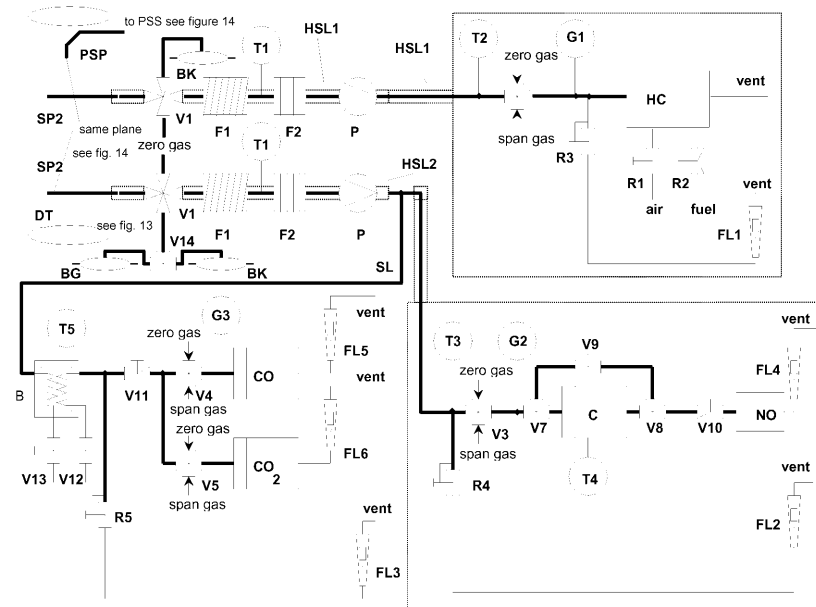 to PSS see figure 14
PSP
BK
T1
HSL1
HSL1
T2
G1
zero gas
vent
HC
SP2
V1
F1
F2
P
same plane
see fig. 14
zero gas
T1
span gas
R3
HSL2
SP2
R1
R2
vent
air
fuel
DT
see fig. 13
V1
F1
F2
P
FL1
V14
BG
BK
SL
vent
T5
G3
zero gas
FL5
vent
T3
G2
V9
vent
FL4
zero gas
B
V11
V4
CO
span gas
zero gas
V3
V7
C
V8
V10
NO
span gas
FL6
V13
V12
V5
CO2
span gas
R4
T4
vent
R5
vent
FL2
FL3